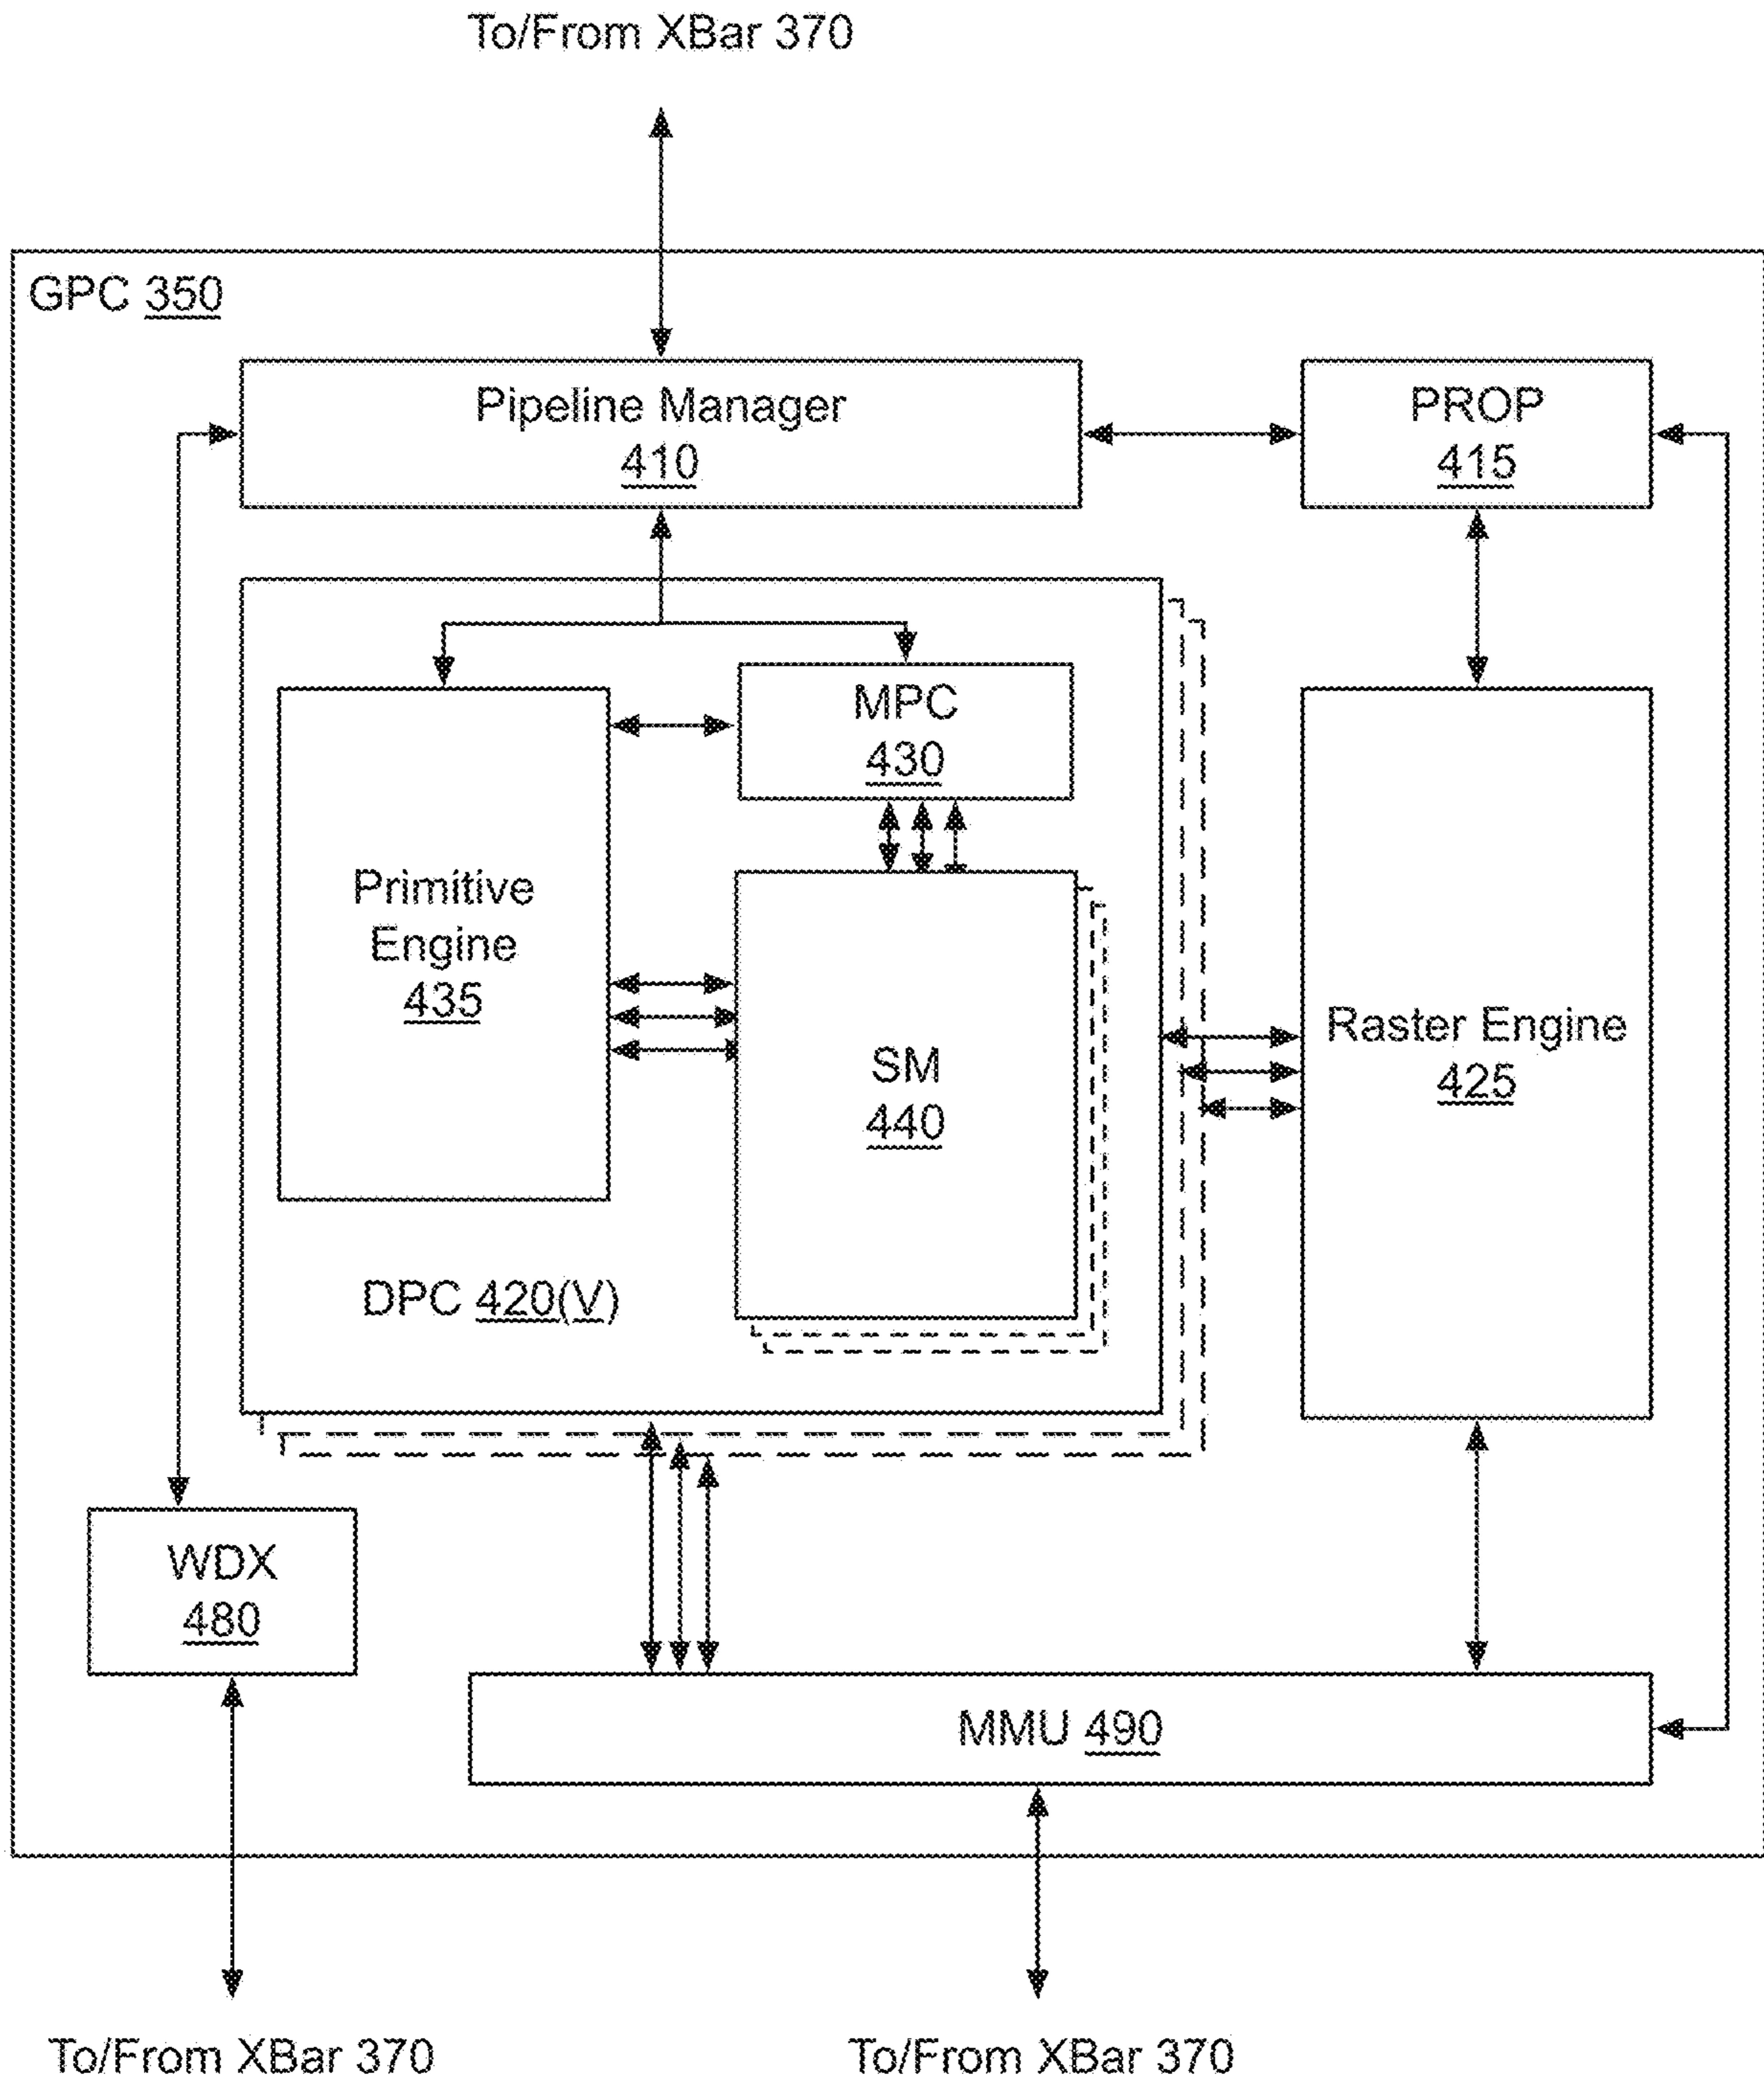 To/From XBar 370
GPC 350
Pipeline Manager
410
PROP
415
MPC
430
Primitive
Engine
435
SM
440
Raster Engine
425
DPC 420(V)
WDX
480
MMU 490
To/From XBar 370
To/From XBar 370